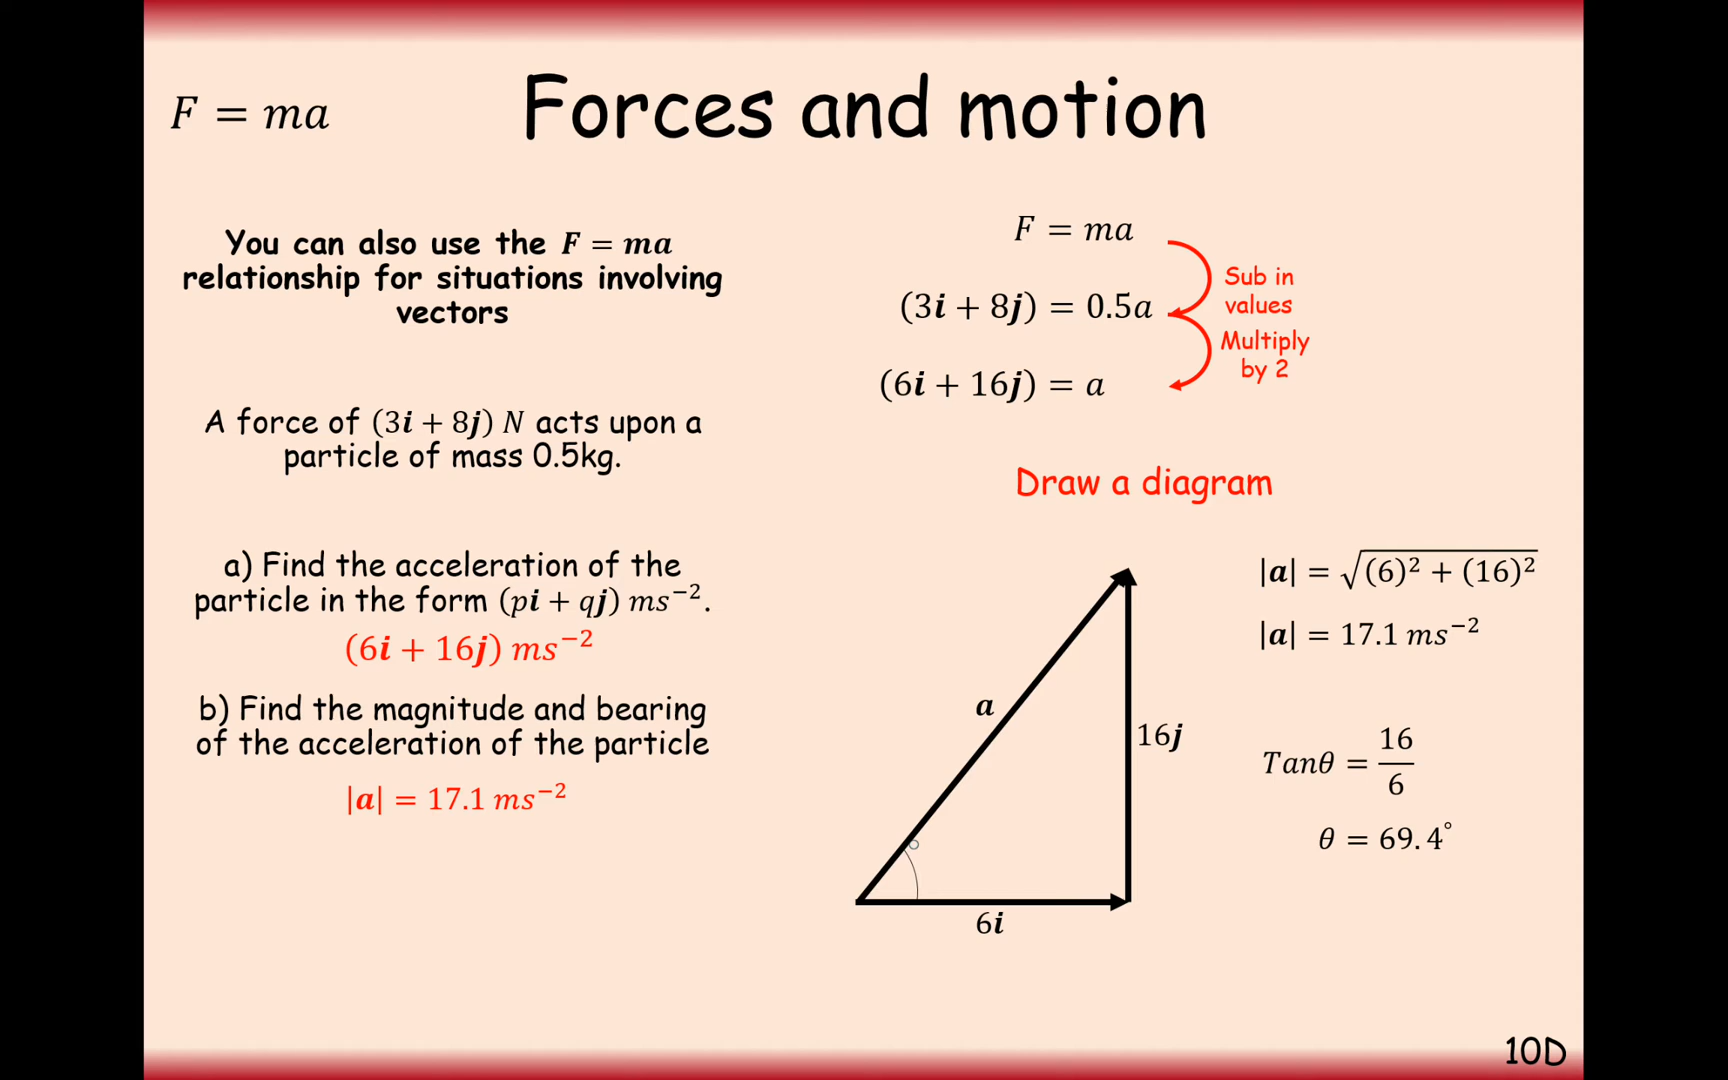 F = ma
Forces and motion
You can also use the F = ma
relationship for situations involving
vectors
A force of (3i + 8j) N acts upon a
particle of mass 0.5kg.
a) Find the acceleration of the
particle in the form (pi + qj) ms⁻².
(6i + 16j) ms⁻²
b) Find the magnitude and bearing
of the acceleration of the particle
|a| = 17.1 ms⁻²
F = ma
(3i + 8j) = 0.5a
(6i + 16j) = a
Sub in
values
Multiply
by 2
Draw a diagram
a
16j
6i
|a| = √(6)² + (16)²
|a| = 17.1 ms⁻²
Tanθ = 16/6
θ = 69.4°
10D